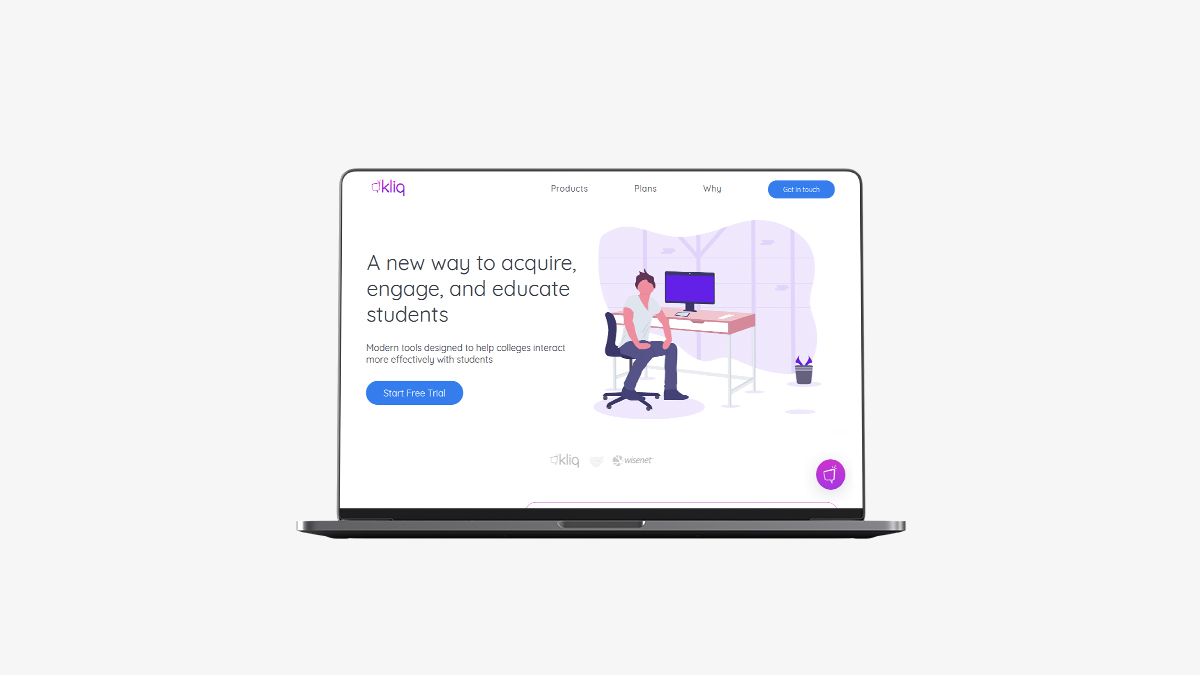 kliq
Products
Plans
Why
Get in touch
A new way to acquire,
engage, and educate
students
Modern tools designed to help colleges interact
more effectively with students
Start Free Trial
kliq
wisenet